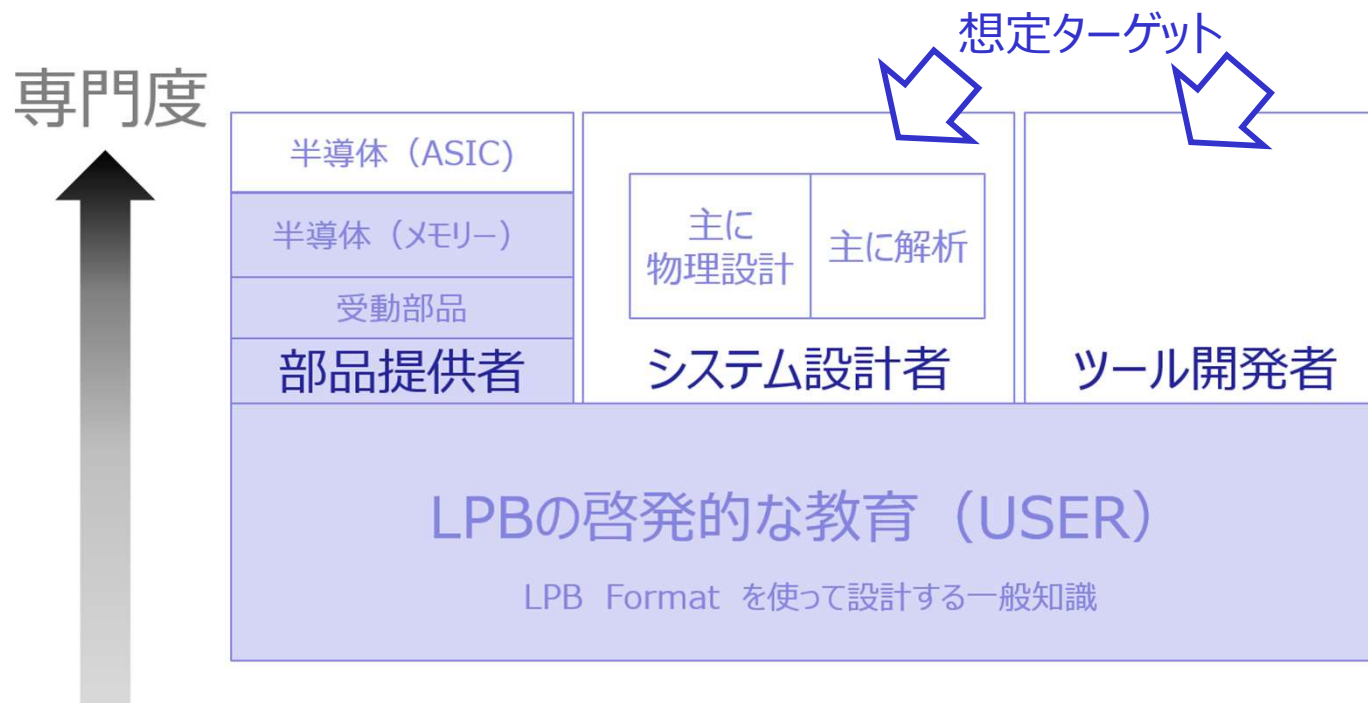 想定ターゲット
専門度
半導体（ASIC)
半導体（メモリー）
受動部品
部品提供者
主に
物理設計
主に解析
システム設計者
ツール開発者
LPBの啓発的な教育（USER）
LPB Format を使って設計する一般知識